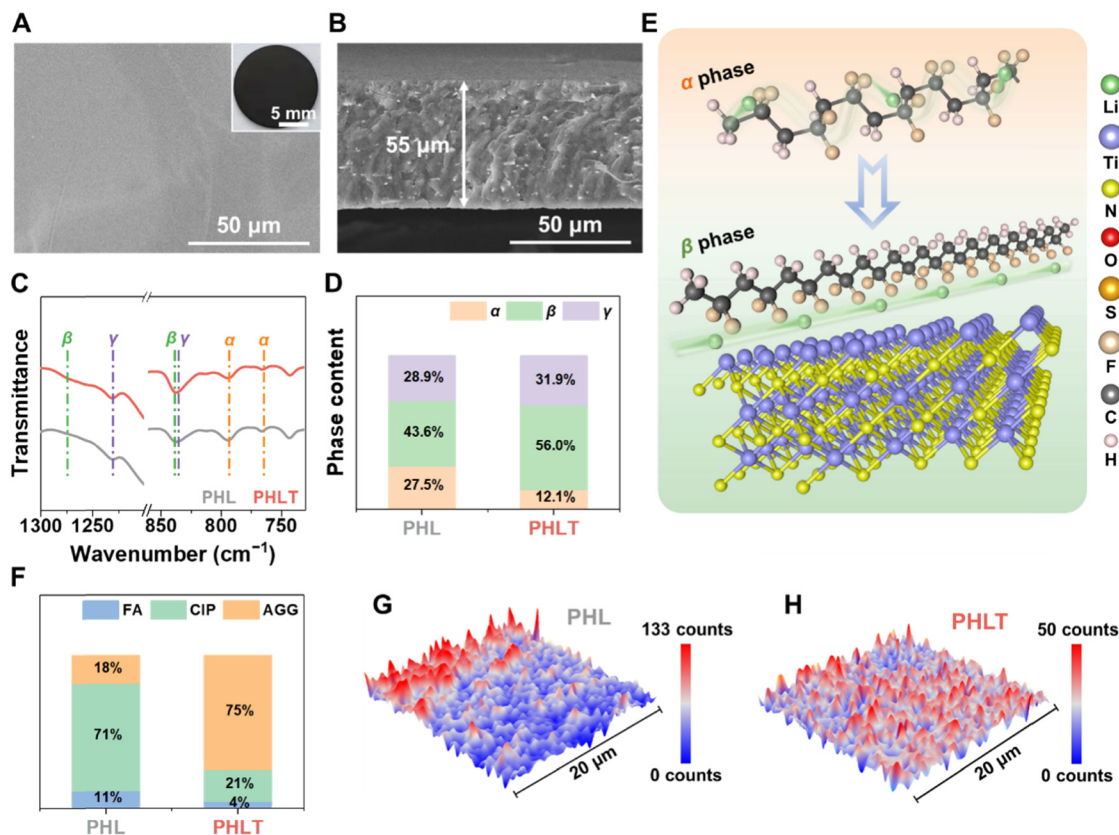 A
5 mm
50 μm
B
55 μm
50 μm
C
Transmittance
β
γ
β
γ
α
α
PHL
PHLT
1300
1250
850
800
750
Wavenumber (cm⁻¹)
D
Phase content
α
β
γ
28.9%
43.6%
27.5%
31.9%
56.0%
12.1%
PHL
PHLT
E
α phase
β phase
Li
Ti
N
O
S
F
C
H
F
FA
CIP
AGG
18%
71%
11%
75%
21%
4%
PHL
PHLT
G
PHL
133 counts
0 counts
20 μm
H
PHLT
50 counts
0 counts
20 μm